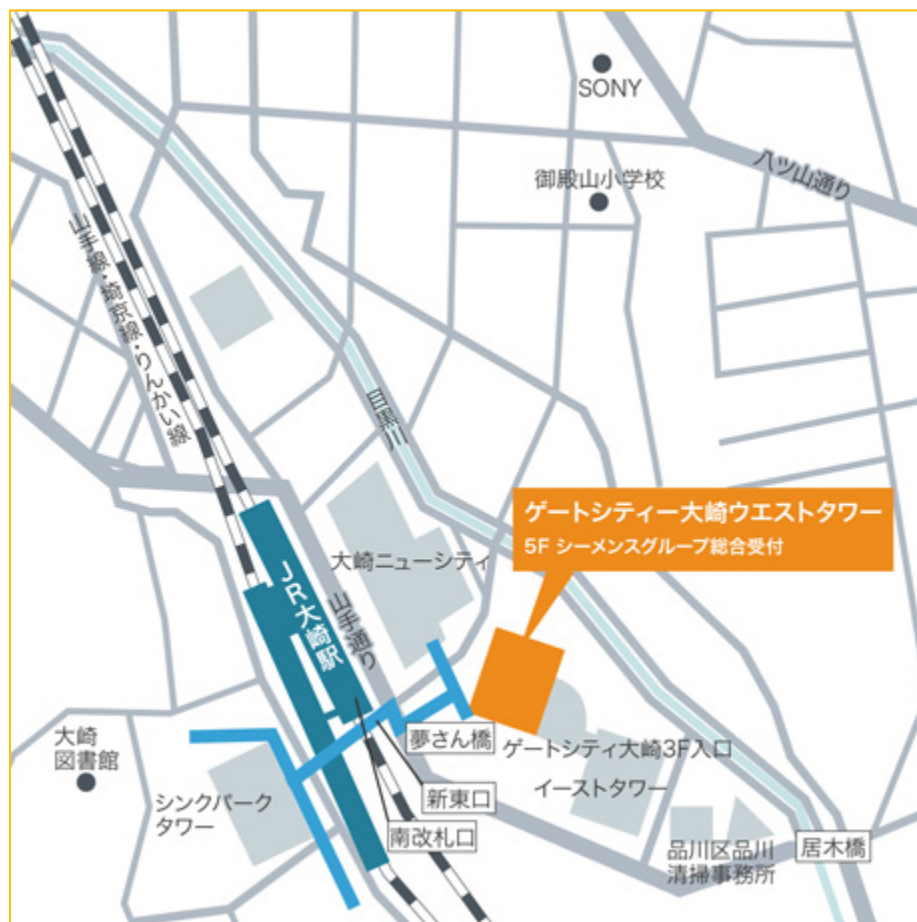 SONY
御殿山小学校
八ツ山通り
山手線・埼京線・りんかい線
目黒川
ゲートシティー大崎ウエストタワー
5F シーメンスグループ総合受付
大崎ニューシティ
JR大崎駅
山手通り
夢さん橋
ゲートシティ大崎3F入口
イーストタワー
新東口
南改札口
大崎
図書館
シンクパーク
タワー
品川区品川
清掃事務所
居木橋